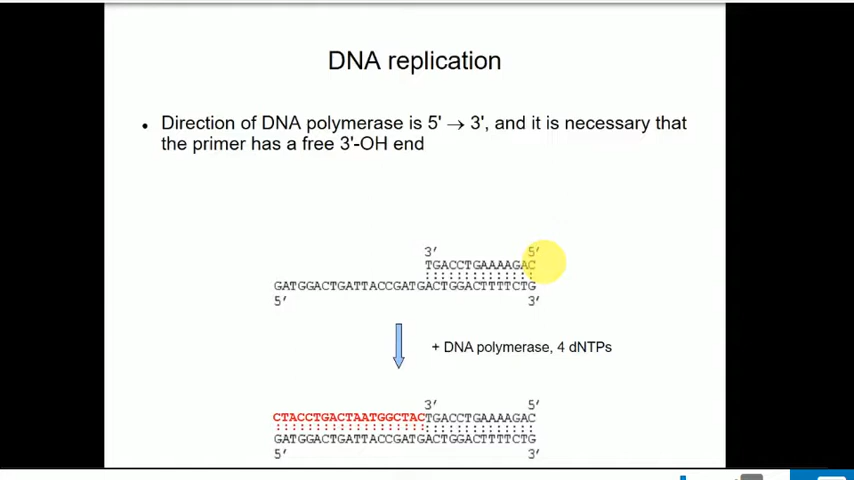 DNA replication
• Direction of DNA polymerase is 5' → 3', and it is necessary that
the primer has a free 3'-OH end
3' 5'
TGACCTGAAAAGAC
GATGGACTGATTACCGATGACTGGACTTTTCTG
5' 3'
+ DNA polymerase, 4 dNTPs
3' 5'
CTACCTGACTAATGGCTACTGACCTGAAAAGAC
GATGGACTGATTACCGATGACTGGACTTTTCTG
5' 3'